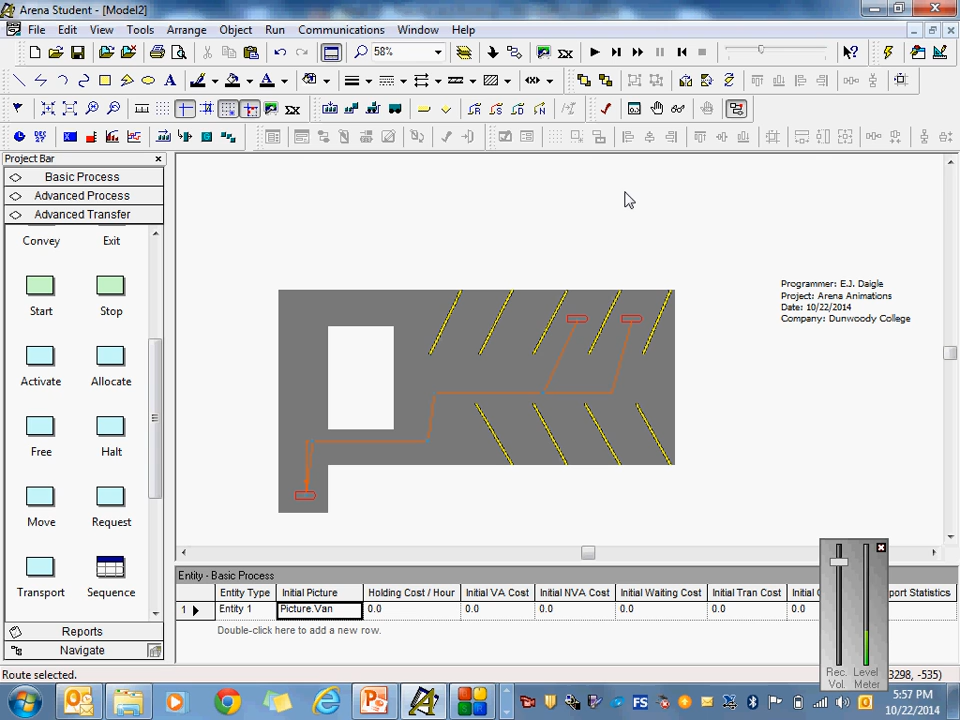 Arena Student - [Model2]
File Edit View Tools Arrange Object Run Communications Window Help
58%
Project Bar
Basic Process
Advanced Process
Advanced Transfer
Convey Exit
Start Stop
Activate Allocate
Free Halt
Move Request
Transport Sequence
Reports
Navigate
Programmer: E.J. Daigle
Project: Arena Animations
Date: 10/22/2014
Company: Dunwoody College
Entity - Basic Process
Entity Type Initial Picture Holding Cost / Hour Initial VA Cost Initial NVA Cost Initial Waiting Cost Initial Tran Cost
1 Entity 1 Picture.Van 0.0 0.0 0.0 0.0 0.0 0.0
Double-click here to add a new row.
Statistics
Rec. Vol. Level Meter
Route selected.
3298, -535)
FS
5:57 PM
10/22/2014